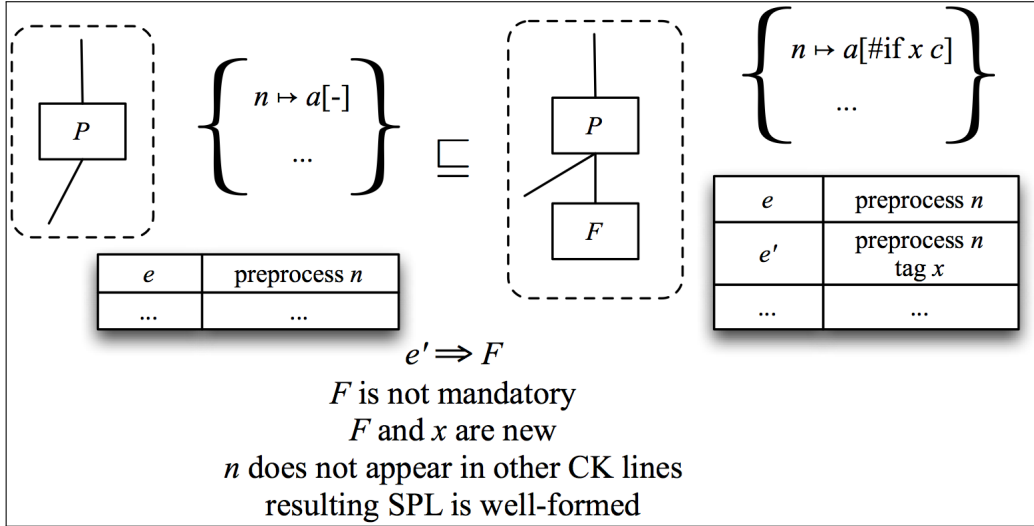 P
n ↦ a[-]
...
e preprocess n
... ...
⊑
P
F
n ↦ a[#if x c]
...
e preprocess n
e' preprocess n
tag x
... ...
e' ⇒ F
F is not mandatory
F and x are new
n does not appear in other CK lines
resulting SPL is well-formed